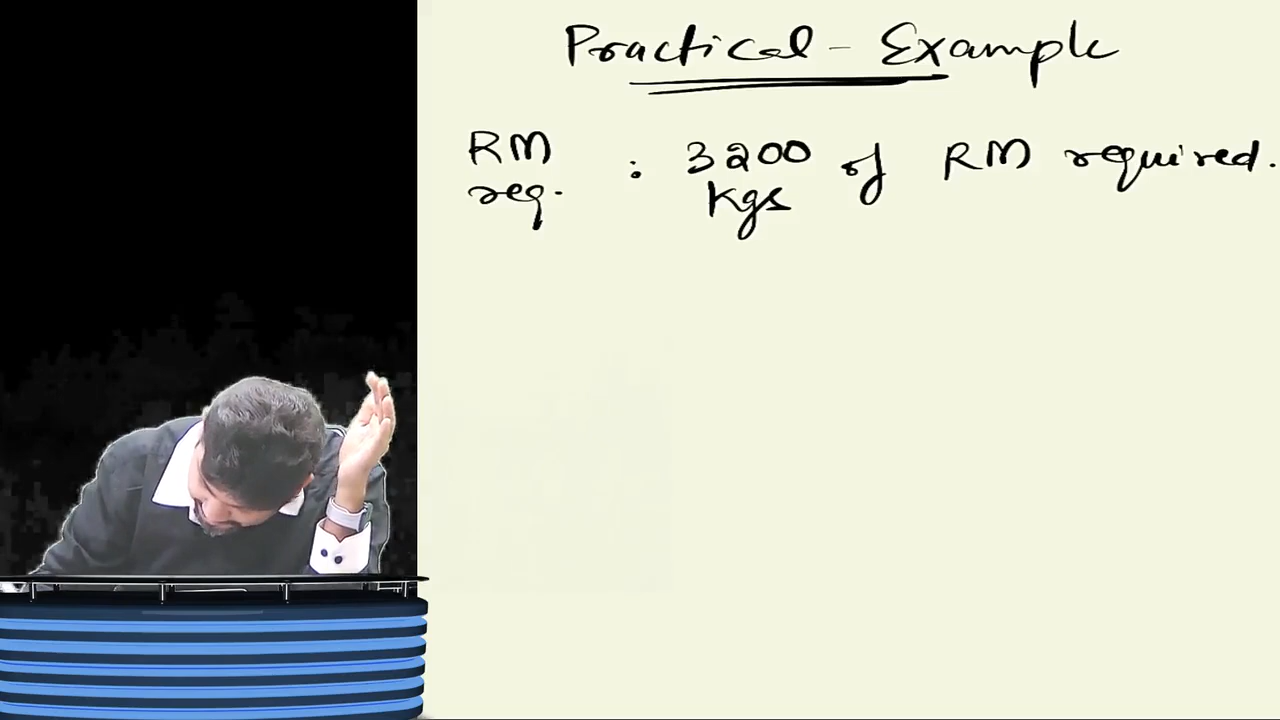 Practical - Example
RM req. : 3200 kgs of RM required.